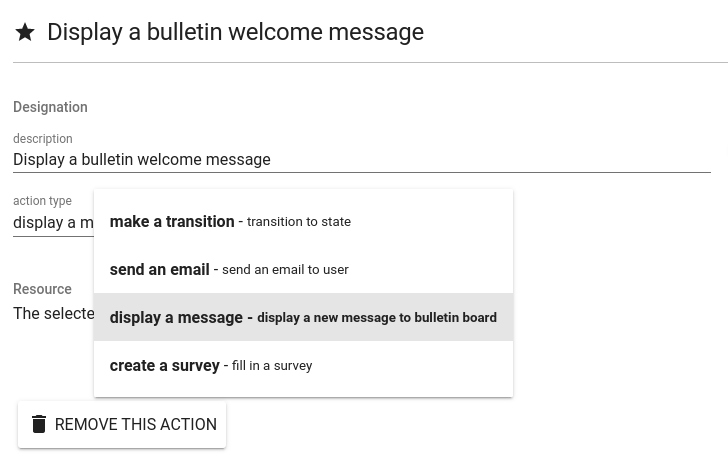 Display a bulletin welcome message
Designation
description
Display a bulletin welcome message
action type
display a m
make a transition - transition to state
send an email - send an email to user
Resource
The selecte
display a message - display a new message to bulletin board
create a survey - fill in a survey
REMOVE THIS ACTION